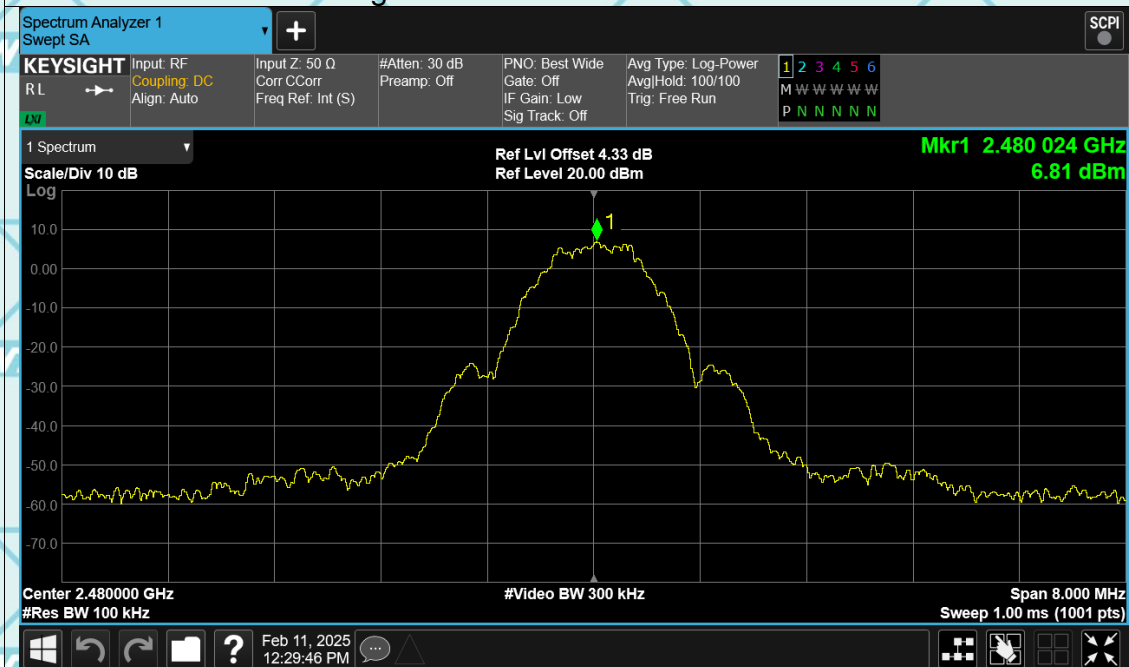 Spectrum Analyzer 1
Swept SA
+
SCPI
KEYSIGHT
RL
LXI
Input: RF
Coupling: DC
Align: Auto
Input Z: 50 Ω
Corr CCorr
Freq Ref: Int (S)
#Atten: 30 dB
Preamp: Off
PNO: Best Wide
Gate: Off
IF Gain: Low
Sig Track: Off
Avg Type: Log-Power
Avg|Hold: 100/100
Trig: Free Run
1 2 3 4 5 6
M W W W W W
P N N N N N
1 Spectrum
Scale/Div 10 dB
Log
Ref Lvl Offset 4.33 dB
Ref Level 20.00 dBm
Mkr1 2.480 024 GHz
6.81 dBm
1
10.0
0.00
-10.0
-20.0
-30.0
-40.0
-50.0
-60.0
-70.0
Center 2.480000 GHz
#Res BW 100 kHz
#Video BW 300 kHz
Span 8.000 MHz
Sweep 1.00 ms (1001 pts)
?
Feb 11, 2025
12:29:46 PM